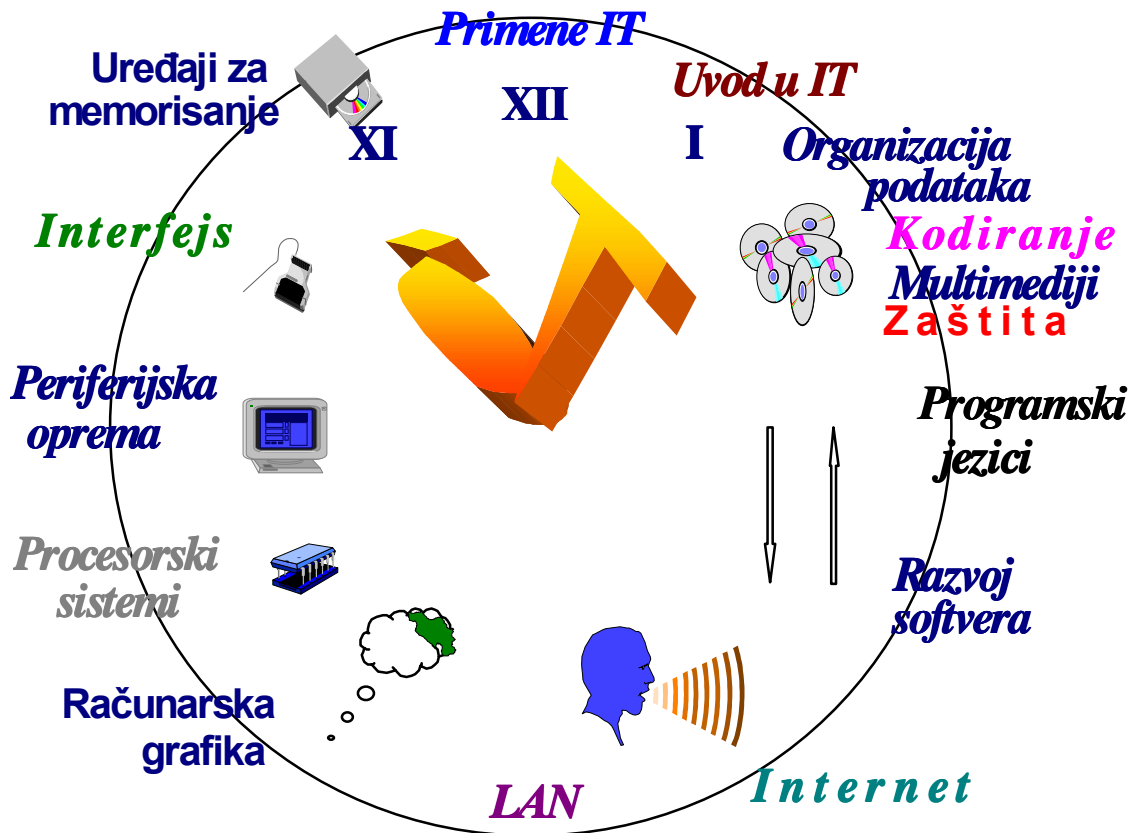 Primene IT
Uvod u IT
Uređaji za
memorisanje
XII
XI
I
Organizacija
podataka
Kodiranje
Multimediji
Zaštita
Interfejs
Periferijska
oprema
Programski
jezici
Procesorski
sistemi
Razvoj
softvera
Računarska
grafika
LAN
Internet
IT